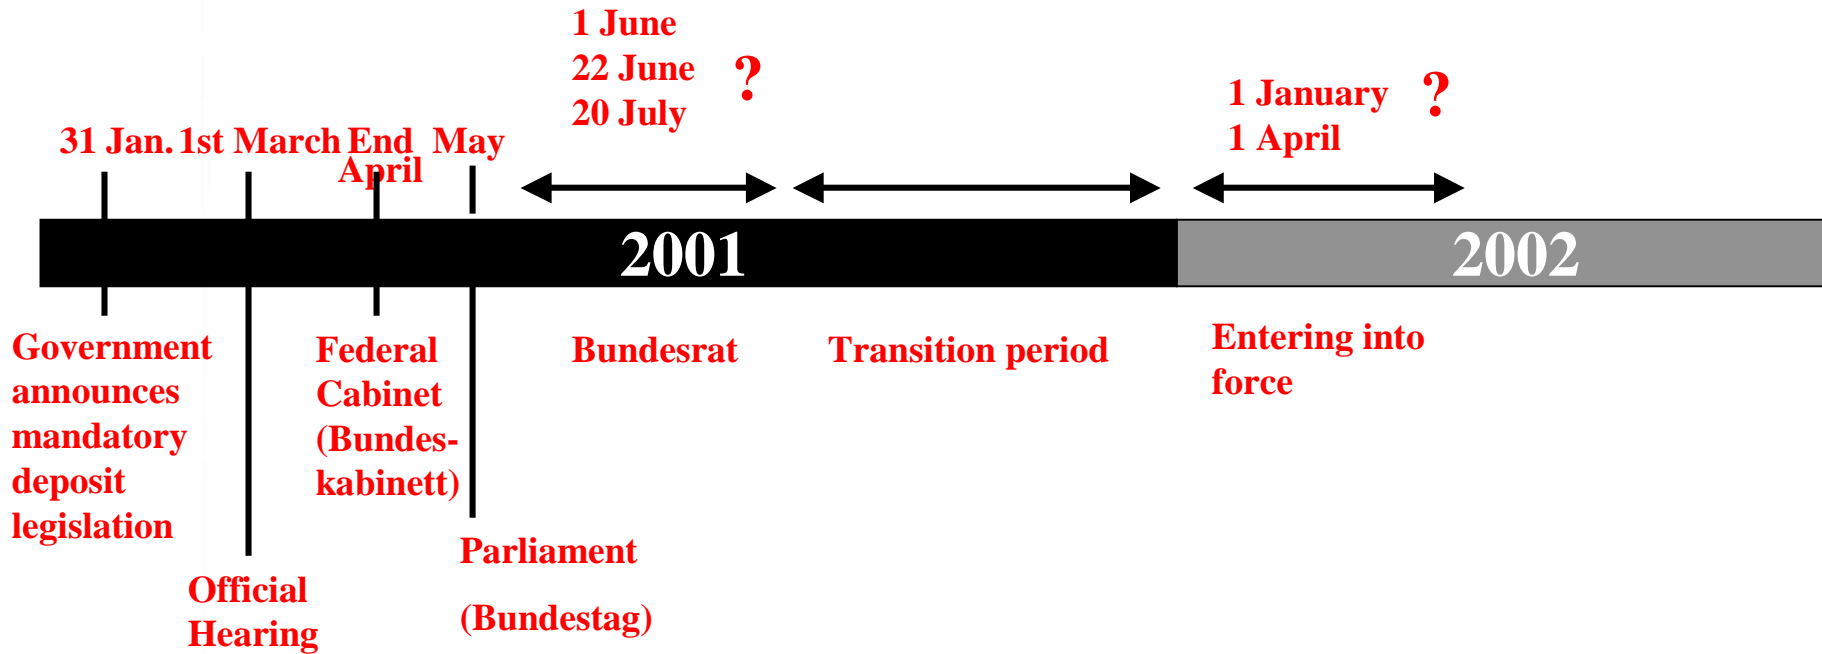 1 June
22 June
20 July
?
1 January
1 April
?
31 Jan.
1st March
End
April
May
2001
2002
Government
announces
mandatory
deposit
legislation
Official
Hearing
Federal
Cabinet
(Bundes-
kabinett)
Parliament
(Bundestag)
Bundesrat
Transition period
Entering into
force